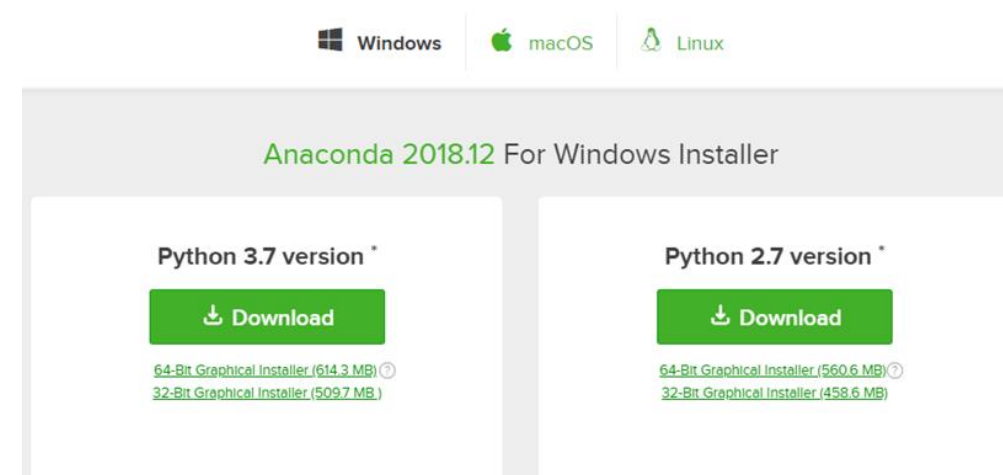 Windows macOS Linux
Anaconda 2018.12 For Windows Installer
Python 3.7 version *
Download
64-Bit Graphical Installer (614.3 MB) ?
32-Bit Graphical Installer (509.7 MB )
Python 2.7 version *
Download
64-Bit Graphical Installer (560.6 MB) ?
32-Bit Graphical Installer (458.6 MB)